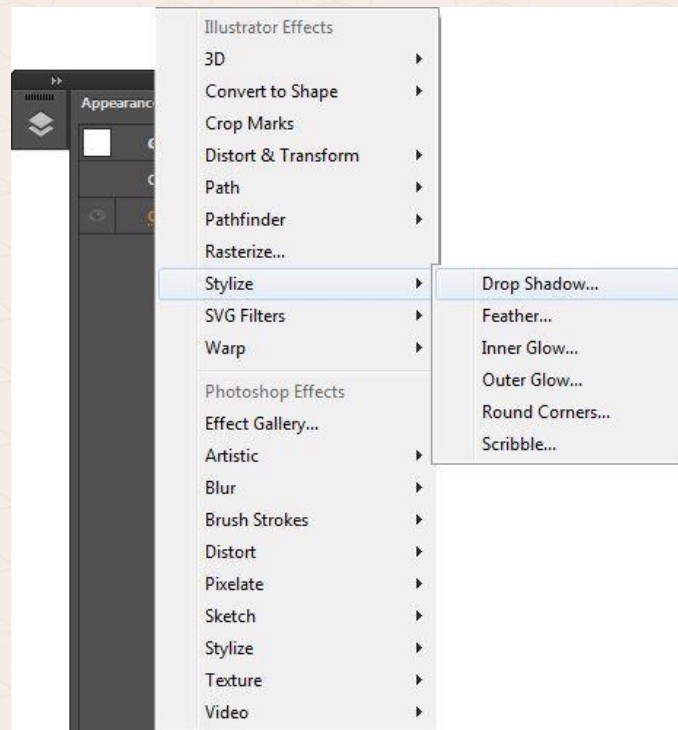 Illustrator Effects
3D
Convert to Shape
Crop Marks
Distort & Transform
Path
Pathfinder
Rasterize...
Stylize
SVG Filters
Warp
Photoshop Effects
Effect Gallery...
Artistic
Blur
Brush Strokes
Distort
Pixelate
Sketch
Stylize
Texture
Video
Drop Shadow...
Feather...
Inner Glow...
Outer Glow...
Round Corners...
Scribble...